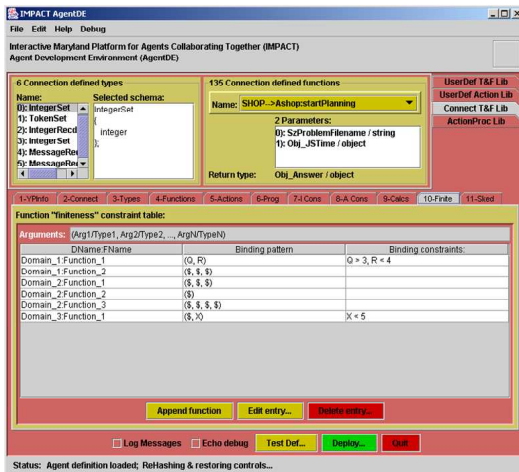 IMPACT AgentDE
File Edit Help Debug
Interactive Maryland Platform for Agents Collaborating Together (IMPACT)
Agent Development Environment (AgentDE)
6 Connection defined types
Name: Selected schema:
0): IntegerSet
1): TokenSet
2): IntegerRecd
3): IntegerSet
4): MessageRec
5): MessageRe
IntegerSet
{
integer
};
135 Connection defined functions
Name: SHOP-->Ashop:startPlanning
2 Parameters:
0): SzProblemFilename / string
1): Obj_JSTime / object
Return type: Obj_Answer / object
UserDef T&F Lib
UserDef Action Lib
Connect T&F Lib
ActionProc Lib
1-YPInfo 2-Connect 3-Types 4-Functions 5-Actions 6-Prog 7-I Cons 8-A Cons 9-Calcs 10-Finite 11-Sked
Function "finiteness" constraint table:
Arguments: (Arg1/Type1, Arg2/Type2, ..., ArgN/TypeN)
DName:FName Binding pattern Binding constraints:
Domain_1:Function_1 (Q, R) Q > 3, R < 4
Domain_1:Function_2 ($, $, $)
Domain_2:Function_1 ($, $, $)
Domain_2:Function_2 ($)
Domain_2:Function_3 ($, $, $, $)
Domain_3:Function_1 ($, X) X < 5
Append function Edit entry... Delete entry...
Log Messages Echo debug Test Def... Deploy... Quit
Status: Agent definition loaded; ReHashing & restoring controls...